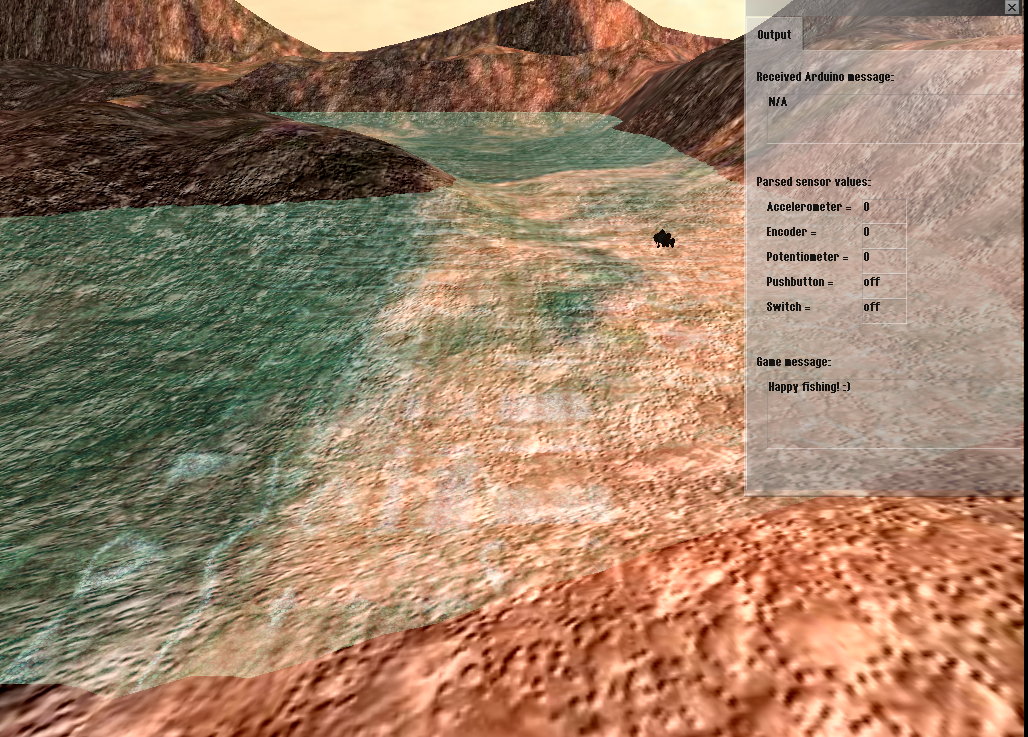 Output
Received Arduino message:
N/A
Parsed sensor values:
Accelerometer = 0
Encoder = 0
Potentiometer = 0
Pushbutton = off
Switch = off
Game message:
Happy fishing! :)